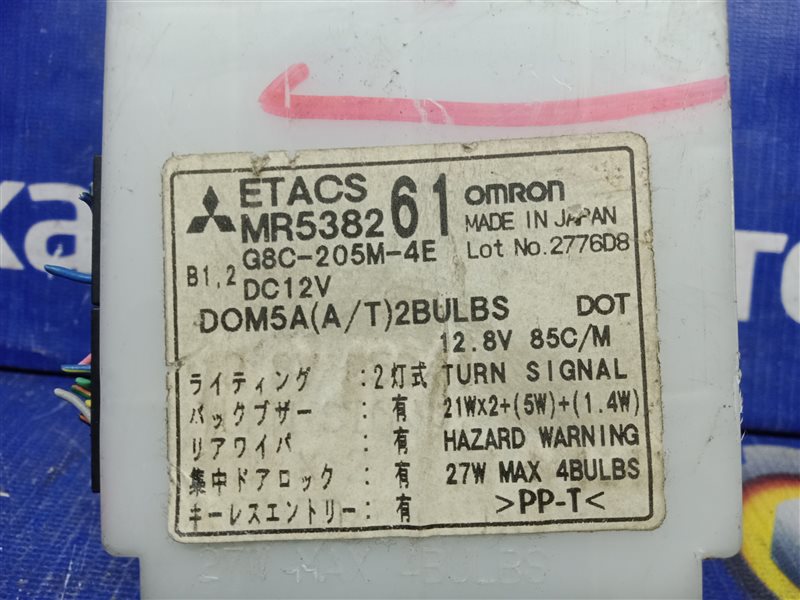 ETACS
MR538261
omron
MADE IN JAPAN
Lot No.2776D8
B1,2
G8C-205M-4E
DC12V
DOM5A(A/T)2BULBS
DOT
12.8V 85C/M
ライティング :2灯式 TURN SIGNAL
バックブザー :有 21W×2+(5W)+(1.4W)
リアワイパ :有 HAZARD WARNING
集中ドアロック :有 27W MAX 4BULBS
キーレスエントリー:有 >PP-T<